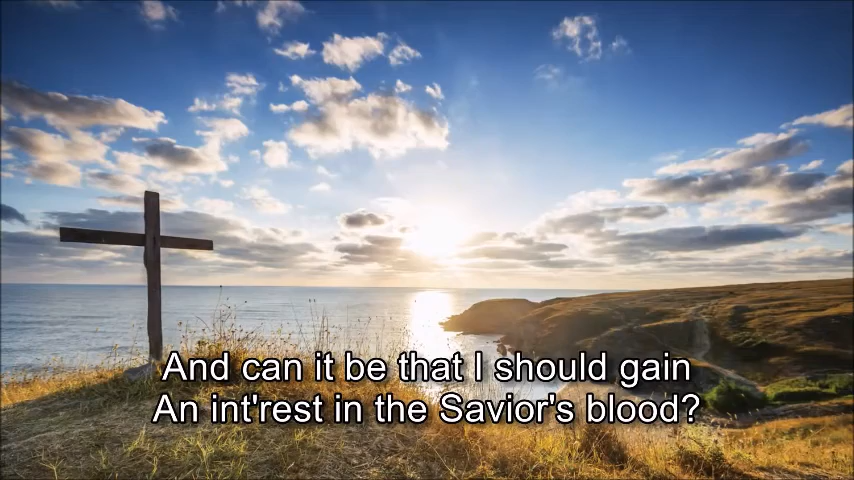 And can it be that I should gain
An int'rest in the Savior's blood?